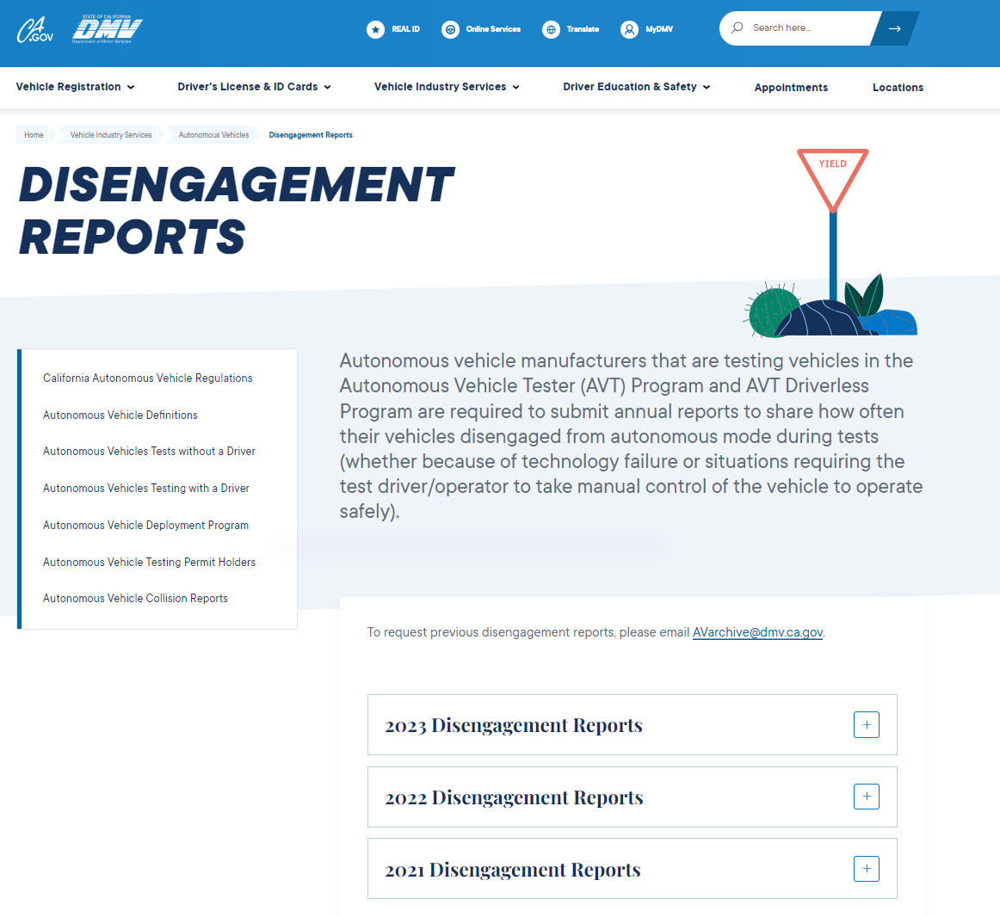 CA.GOV
STATE OF CALIFORNIA
DMV
Department of Motor Vehicles
REAL ID
Online Services
Translate
MyDMV
Search here...
Vehicle Registration
Driver's License & ID Cards
Vehicle Industry Services
Driver Education & Safety
Appointments
Locations
Home
Vehicle Industry Services
Autonomous Vehicles
Disengagement Reports
DISENGAGEMENT
REPORTS
YIELD
California Autonomous Vehicle Regulations
Autonomous Vehicle Definitions
Autonomous Vehicles Tests without a Driver
Autonomous Vehicles Testing with a Driver
Autonomous Vehicle Deployment Program
Autonomous Vehicle Testing Permit Holders
Autonomous Vehicle Collision Reports
Autonomous vehicle manufacturers that are testing vehicles in the
Autonomous Vehicle Tester (AVT) Program and AVT Driverless
Program are required to submit annual reports to share how often
their vehicles disengaged from autonomous mode during tests
(whether because of technology failure or situations requiring the
test driver/operator to take manual control of the vehicle to operate
safely).
To request previous disengagement reports, please email AVarchive@dmv.ca.gov.
2023 Disengagement Reports
2022 Disengagement Reports
2021 Disengagement Reports